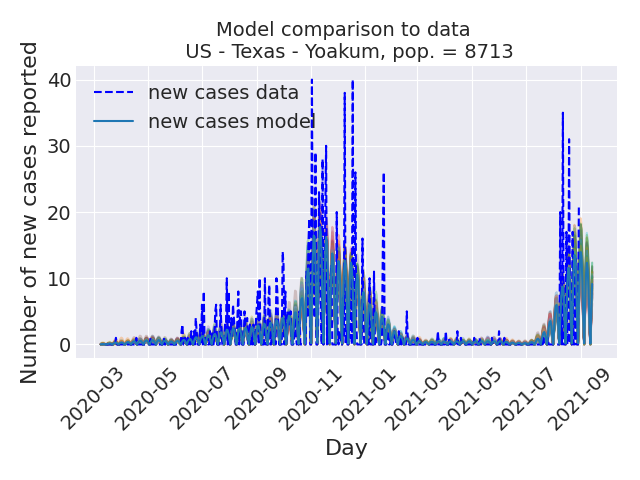 Model comparison to data
US - Texas - Yoakum, pop. = 8713
Number of new cases reported
40
30
20
10
0
new cases data
new cases model
2020-03
2020-05
2020-07
2020-09
2020-11
2021-01
2021-03
2021-05
2021-07
2021-09
Day